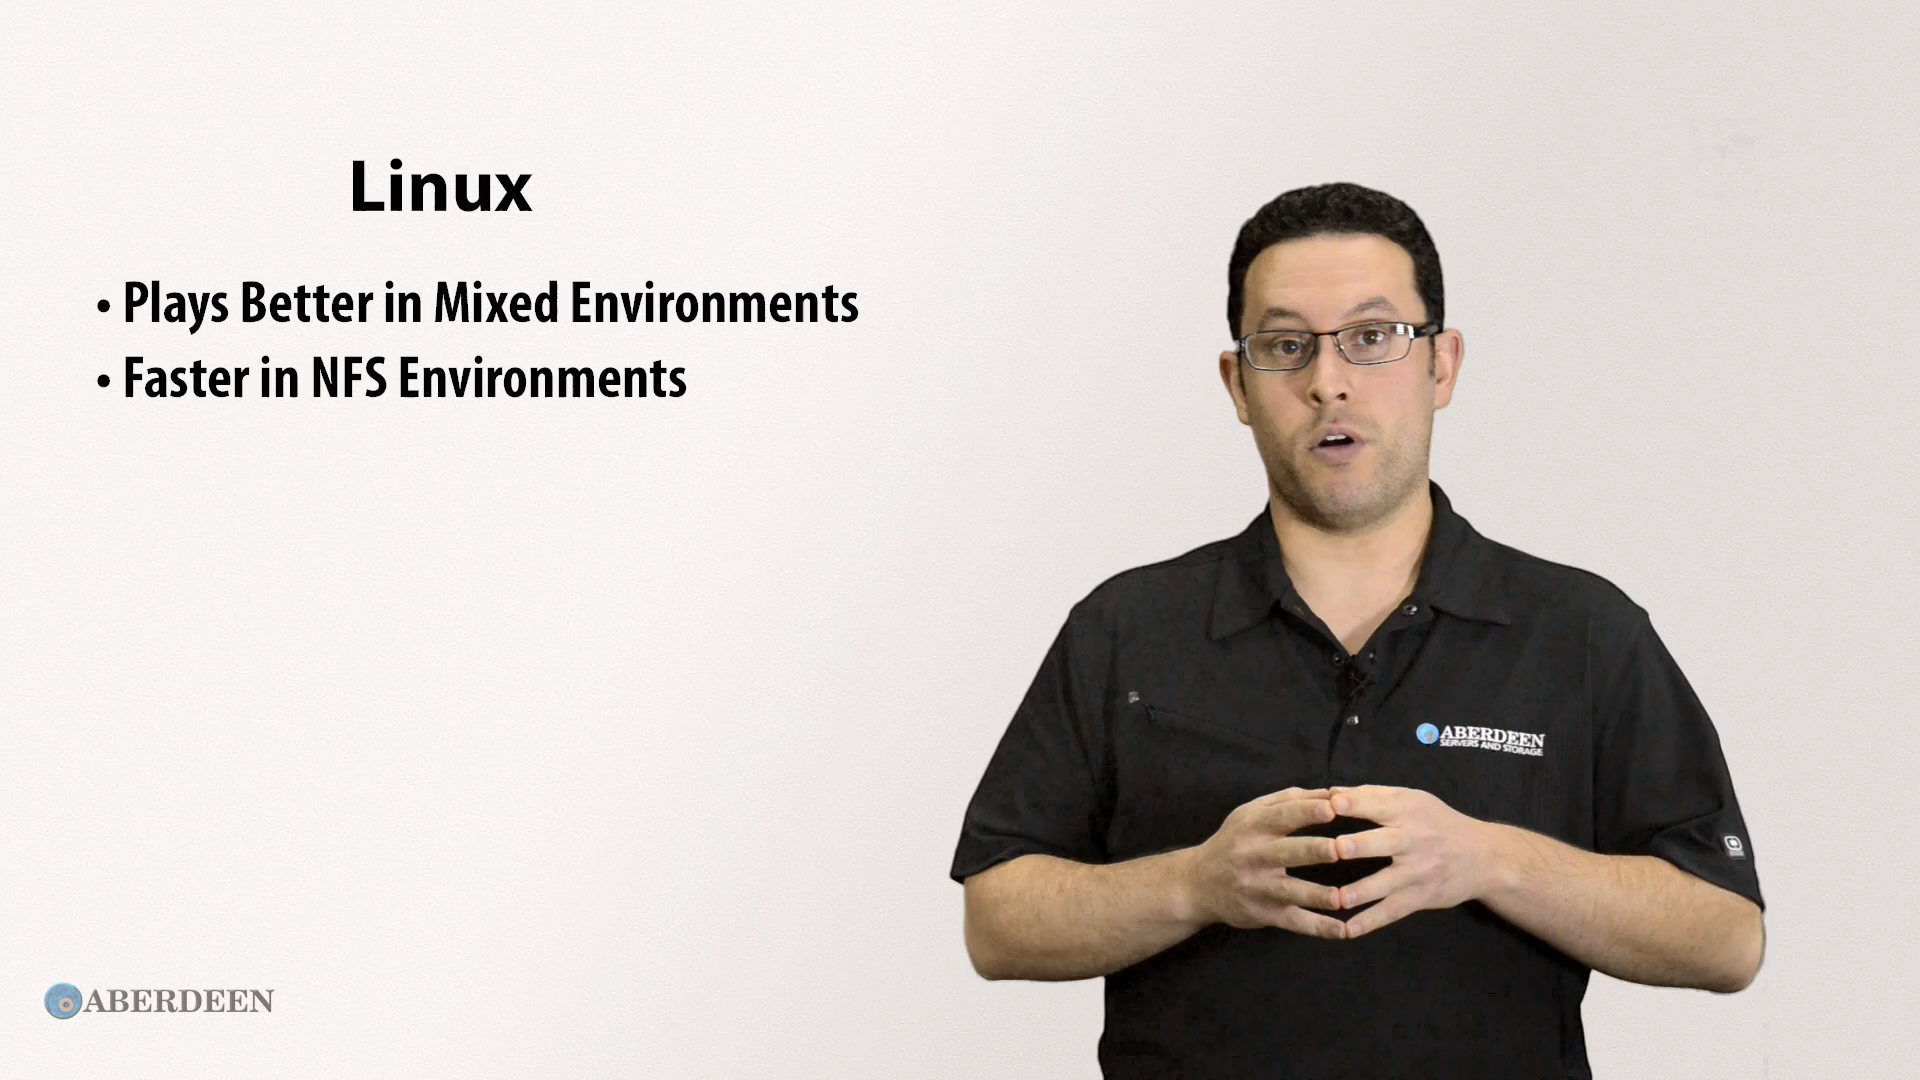 Linux
• Plays Better in Mixed Environments
• Faster in NFS Environments
ABERDEEN
SERVERS AND STORAGE
ABERDEEN